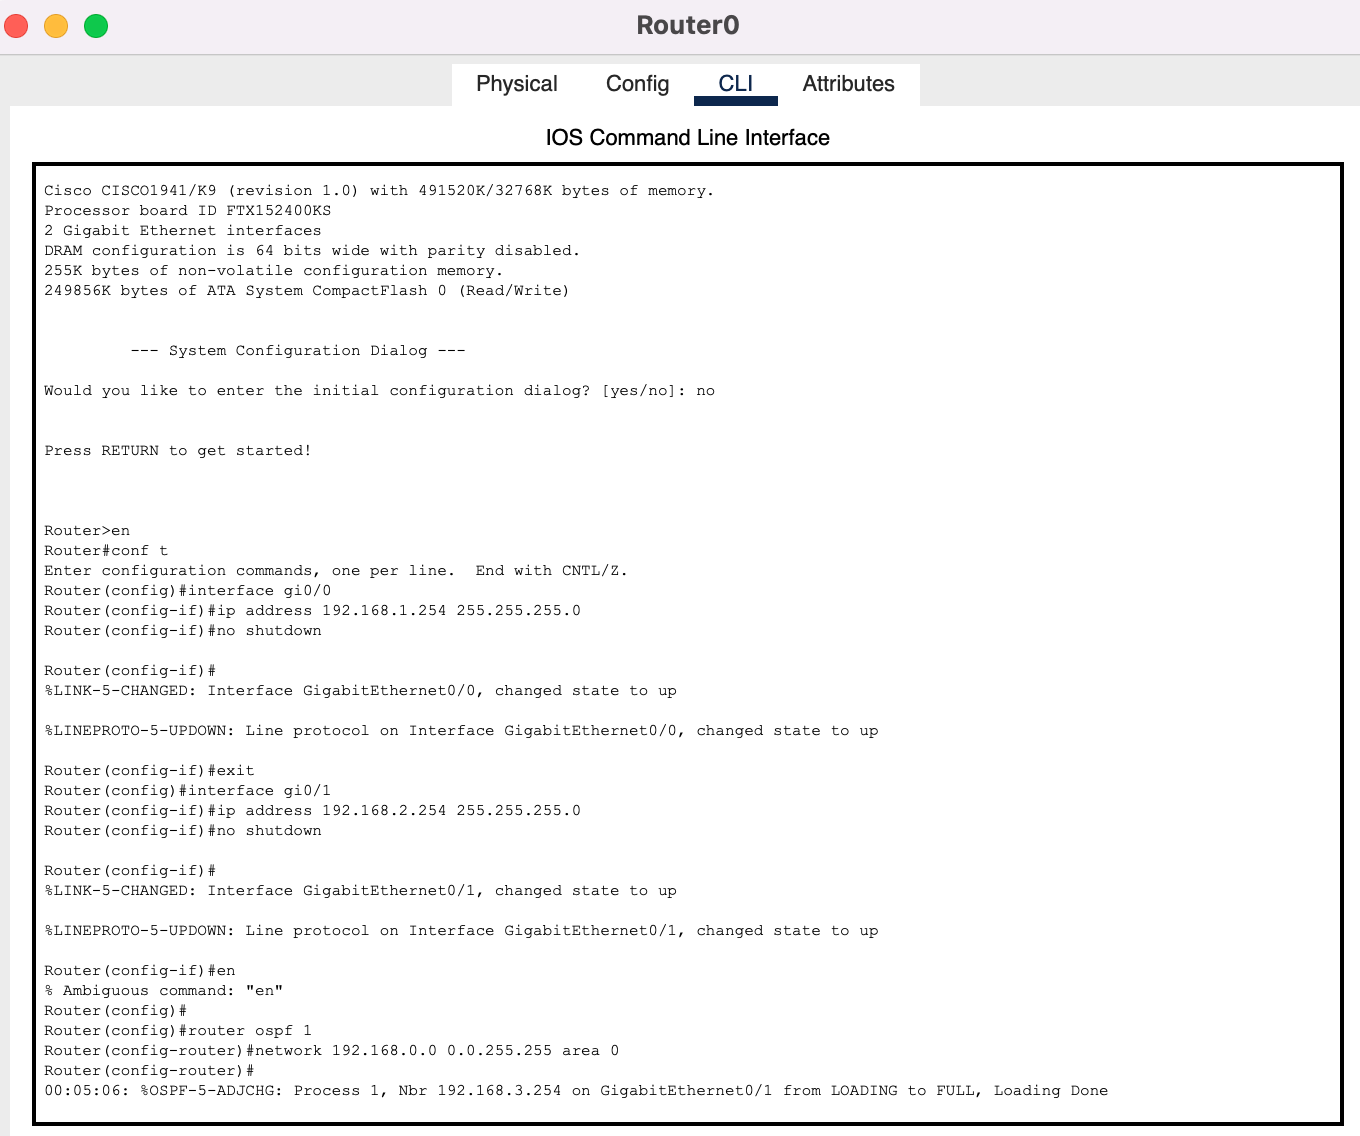 Router0
Physical Config CLI Attributes
IOS Command Line Interface
Cisco CISCO1941/K9 (revision 1.0) with 491520K/32768K bytes of memory.
Processor board ID FTX152400KS
2 Gigabit Ethernet interfaces
DRAM configuration is 64 bits wide with parity disabled.
255K bytes of non-volatile configuration memory.
249856K bytes of ATA System CompactFlash 0 (Read/Write)
--- System Configuration Dialog ---
Would you like to enter the initial configuration dialog? [yes/no]: no
Press RETURN to get started!
Router>en
Router#conf t
Enter configuration commands, one per line.  End with CNTL/Z.
Router(config)#interface gi0/0
Router(config-if)#ip address 192.168.1.254 255.255.255.0
Router(config-if)#no shutdown
Router(config-if)#
%LINK-5-CHANGED: Interface GigabitEthernet0/0, changed state to up
%LINEPROTO-5-UPDOWN: Line protocol on Interface GigabitEthernet0/0, changed state to up
Router(config-if)#exit
Router(config)#interface gi0/1
Router(config-if)#ip address 192.168.2.254 255.255.255.0
Router(config-if)#no shutdown
Router(config-if)#
%LINK-5-CHANGED: Interface GigabitEthernet0/1, changed state to up
%LINEPROTO-5-UPDOWN: Line protocol on Interface GigabitEthernet0/1, changed state to up
Router(config-if)#en
% Ambiguous command: "en"
Router(config)#
Router(config)#router ospf 1
Router(config-router)#network 192.168.0.0 0.0.255.255 area 0
Router(config-router)#
00:05:06: %OSPF-5-ADJCHG: Process 1, Nbr 192.168.3.254 on GigabitEthernet0/1 from LOADING to FULL, Loading Done